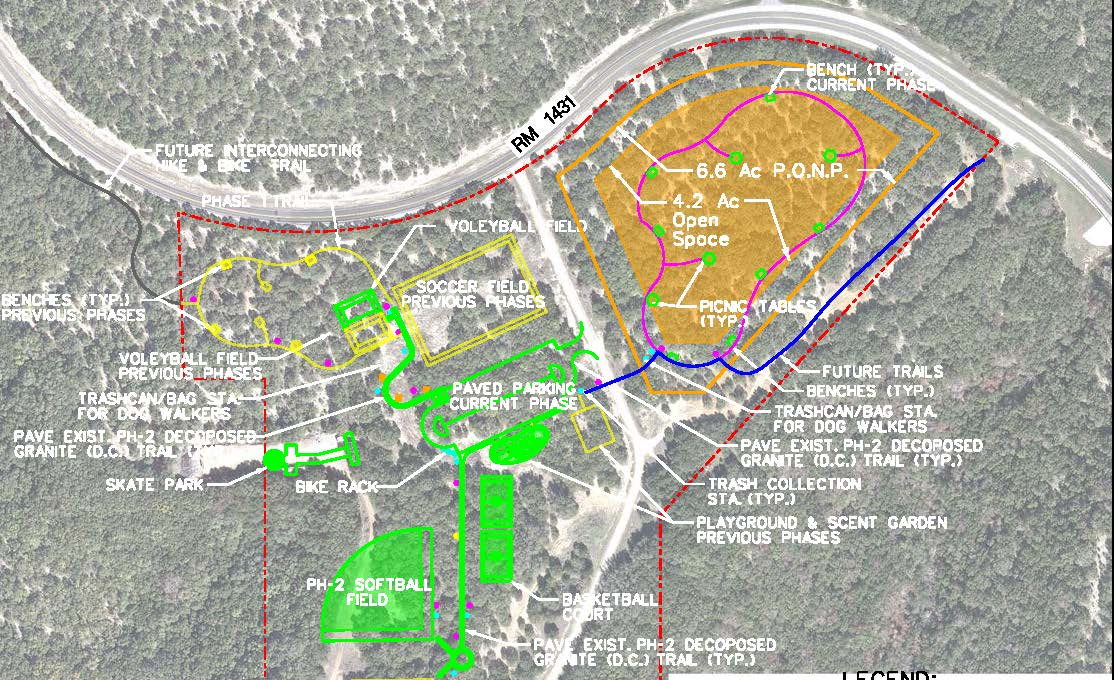 BENCH (TYP.)
CURRENT PHASE
RM 1431
FUTURE INTERCONNECTING
HIKE & BIKE TRAIL
6.6 Ac P.O.N.P.
PHASE 1 TRAIL
4.2 Ac
Open
Space
VOLEYBALL FIELD
SOCCER FIELD
PREVIOUS PHASES
BENCHES (TYP.)
PREVIOUS PHASES
PICNIC TABLES
(TYP.)
VOLEYBALL FIELD
PREVIOUS PHASES
FUTURE TRAILS
BENCHES (TYP.)
PAVED PARKING
CURRENT PHASE
TRASHCAN/BAG STA.
FOR DOG WALKERS
TRASHCAN/BAG STA.
FOR DOG WALKERS
PAVE EXIST. PH-2 DECOPOSED
GRANITE (D.C.) TRAIL (TYP.)
PAVE EXIST. PH-2 DECOPOSED
GRANITE (D.C.) TRAIL (TYP.)
SKATE PARK
BIKE RACK
TRASH COLLECTION
STA. (TYP.)
PLAYGROUND & SCENT GARDEN
PREVIOUS PHASES
PH-2 SOFTBALL
FIELD
BASKETBALL
COURT
PAVE EXIST. PH-2 DECOPOSED
GRANITE (D.C.) TRAIL (TYP.)
LEGEND: